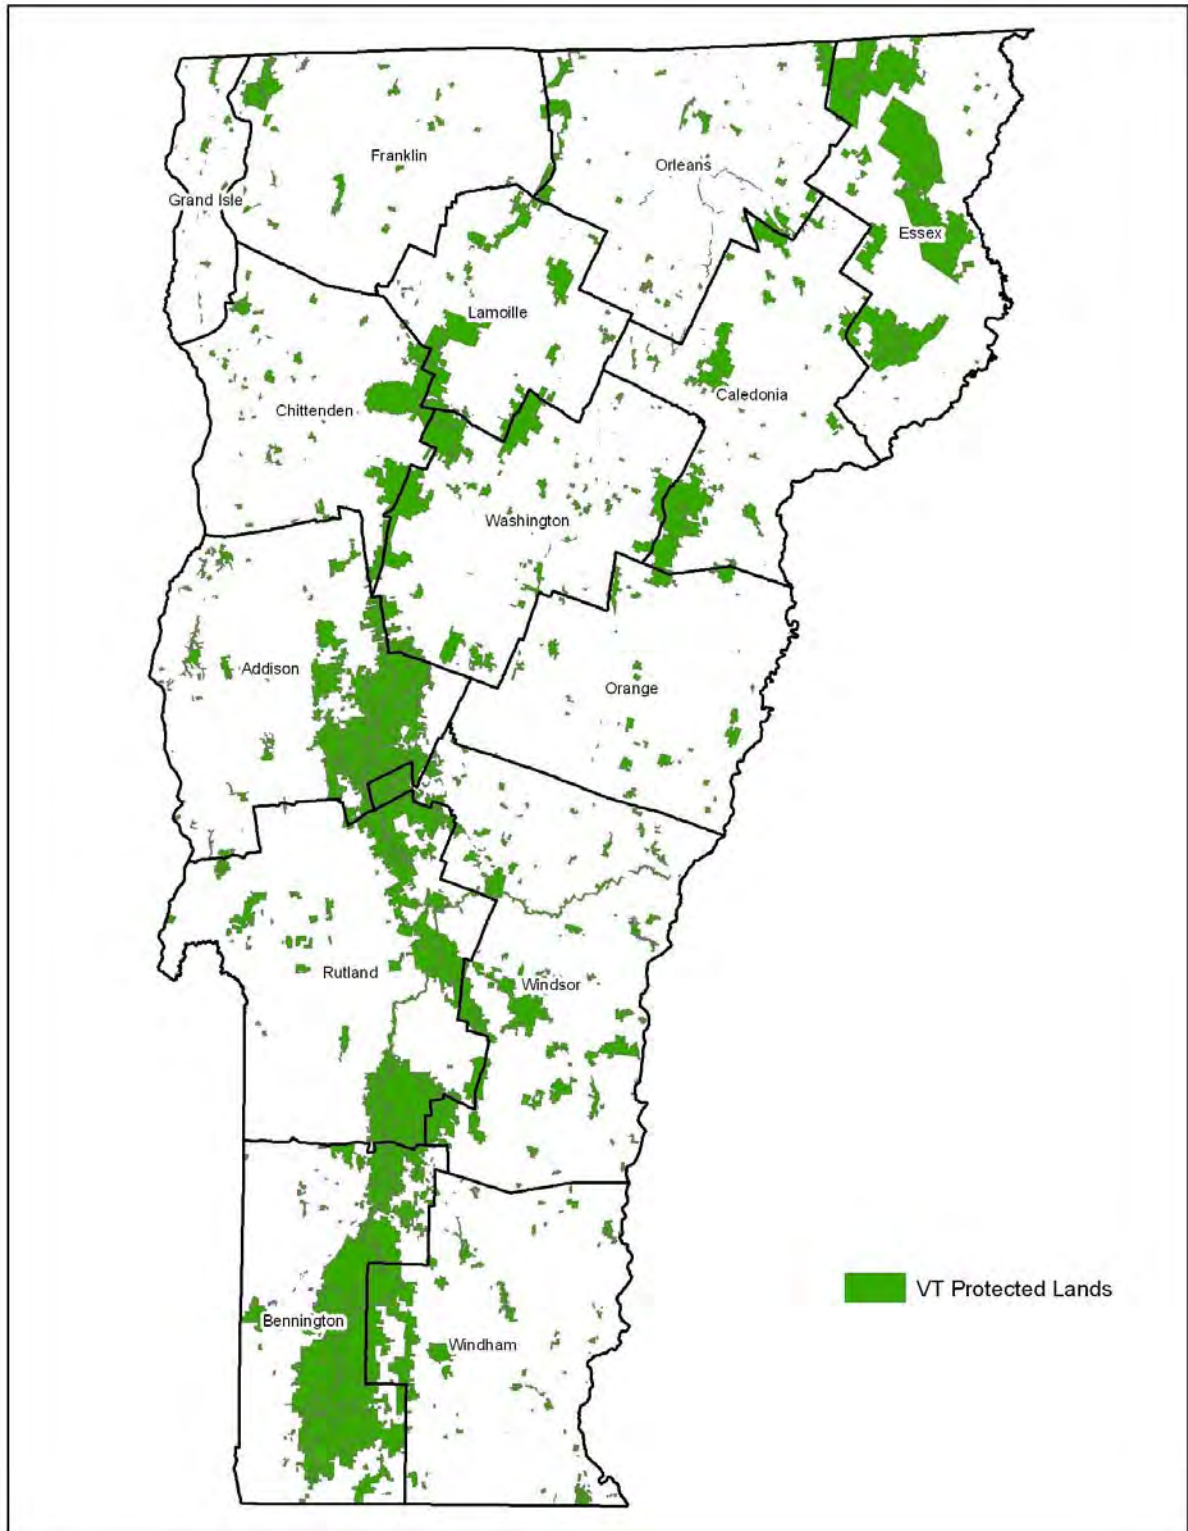 Franklin
Orleans
Grand Isle
Essex
Lamoille
Caledonia
Chittenden
Washington
Addison
Orange
Rutland
Windsor
VT Protected Lands
Bennington
Windham